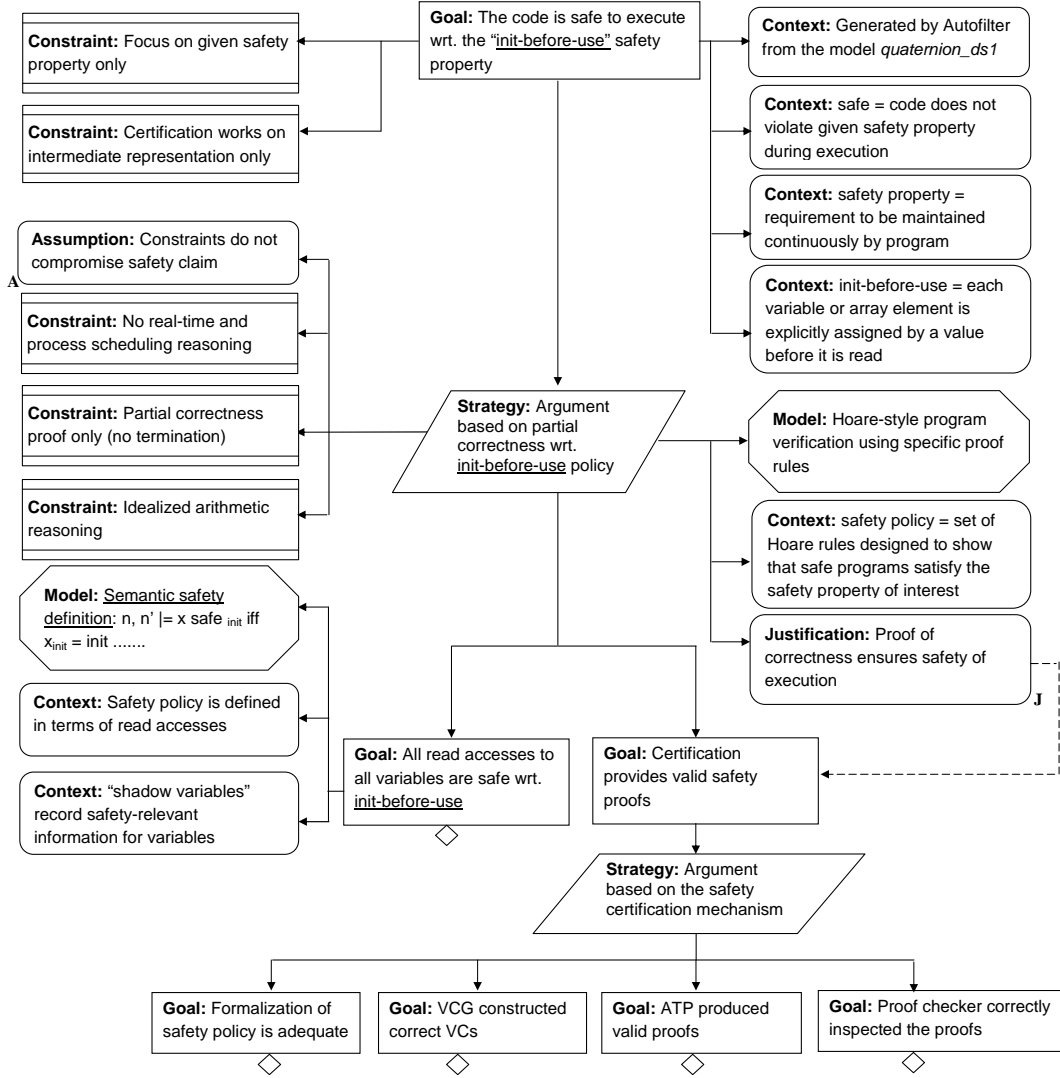 Goal: The code is safe to execute
wrt. the “init-before-use” safety
property
Constraint: Focus on given safety
property only
Constraint: Certification works on
intermediate representation only
Context: Generated by Autofilter
from the model quaternion_ds1
Context: safe = code does not
violate given safety property
during execution
Context: safety property =
requirement to be maintained
continuously by program
Context: init-before-use = each
variable or array element is
explicitly assigned by a value
before it is read
Assumption: Constraints do not
compromise safety claim
A
Constraint: No real-time and
process scheduling reasoning
Constraint: Partial correctness
proof only (no termination)
Constraint: Idealized arithmetic
reasoning
Strategy: Argument
based on partial
correctness wrt.
init-before-use policy
Model: Hoare-style program
verification using specific proof
rules
Context: safety policy = set of
Hoare rules designed to show
that safe programs satisfy the
safety property of interest
Justification: Proof of
correctness ensures safety of
execution
J
Model: Semantic safety
definition: n, n’ |= x safe init iff
xinit = init .......
Context: Safety policy is defined
in terms of read accesses
Context: “shadow variables”
record safety-relevant
information for variables
Goal: All read accesses to
all variables are safe wrt.
init-before-use
Goal: Certification
provides valid safety
proofs
Strategy: Argument
based on the safety
certification mechanism
Goal: Formalization of
safety policy is adequate
Goal: VCG constructed
correct VCs
Goal: ATP produced
valid proofs
Goal: Proof checker correctly
inspected the proofs